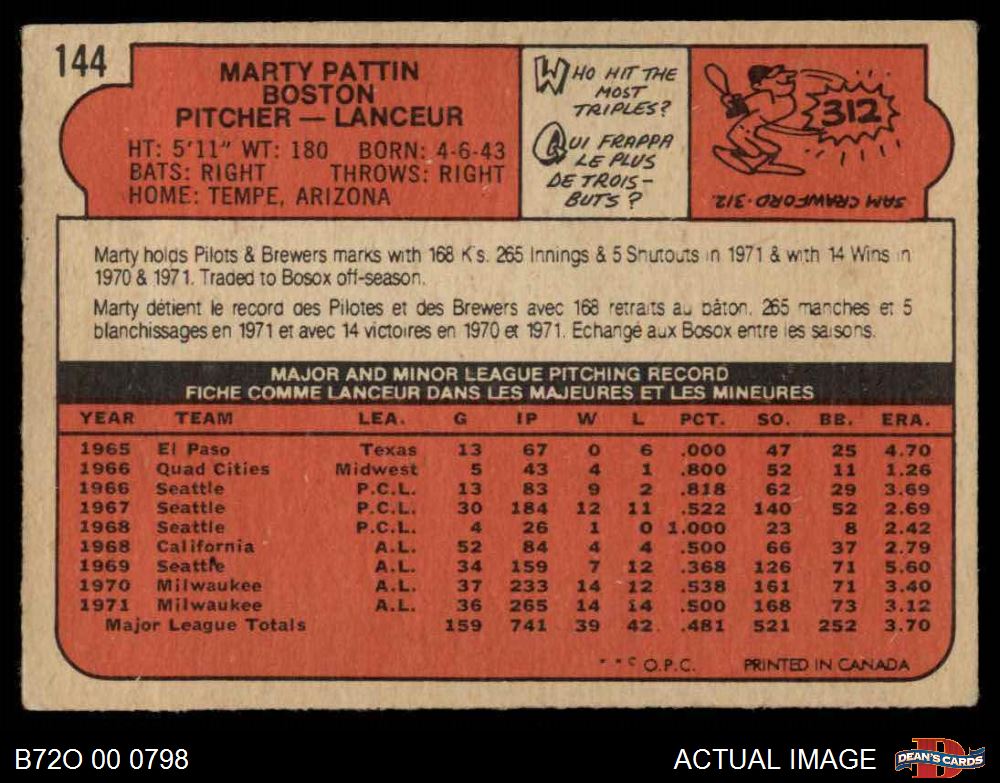 144
MARTY PATTIN
BOSTON
PITCHER — LANCEUR
HT: 5'11" WT: 180 BORN: 4-6-43
BATS: RIGHT THROWS: RIGHT
HOME: TEMPE, ARIZONA
WHO HIT THE
MOST
TRIPLES?
QUI FRAPPA
LE PLUS
DE TROIS-
BUTS?
312
SAM CRAWFORD-312.
Marty holds Pilots & Brewers marks with 168 K's. 265 Innings & 5 Shutouts in 1971 & with 14 Wins in
1970 & 1971. Traded to Bosox off-season.
Marty détient le record des Pilotes et des Brewers avec 168 retraits au bâton. 265 manches et 5
blanchissages en 1971 et avec 14 victoires en 1970 et 1971. Echangé aux Bosox entre les saisons.
MAJOR AND MINOR LEAGUE PITCHING RECORD
FICHE COMME LANCEUR DANS LES MAJEURES ET LES MINEURES
YEAR TEAM LEA. G IP W L PCT. SO. BB. ERA.
1965 El Paso Texas 13 67 0 6 .000 47 25 4.70
1966 Quad Cities Midwest 5 43 4 1 .800 52 11 1.26
1966 Seattle P.C.L. 13 83 9 2 .818 62 29 3.69
1967 Seattle P.C.L. 30 184 12 11 .522 140 52 2.69
1968 Seattle P.C.L. 4 26 1 0 1.000 23 8 2.42
1968 California A.L. 52 84 4 4 .500 66 37 2.79
1969 Seattle A.L. 34 159 7 12 .368 126 71 5.60
1970 Milwaukee A.L. 37 233 14 12 .538 161 71 3.40
1971 Milwaukee A.L. 36 265 14 14 .500 168 73 3.12
Major League Totals 159 741 39 42 .481 521 252 3.70
* * © O.P.C. PRINTED IN CANADA
B72O 00 0798
ACTUAL IMAGE
DEAN'S CARDS